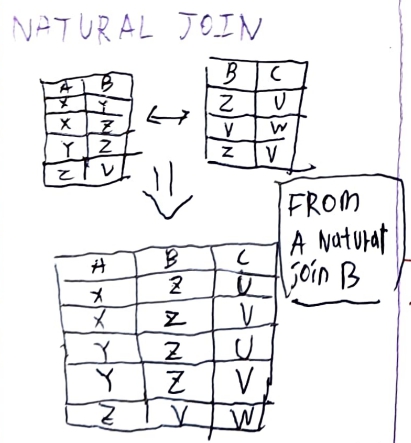 NATURAL JOIN
A B
X Y
X Z
Y Z
Z V
B C
Z U
V W
Z V
A B C
X Z U
X Z V
Y Z U
Y Z V
Z V W
FROM
A Natural
join B